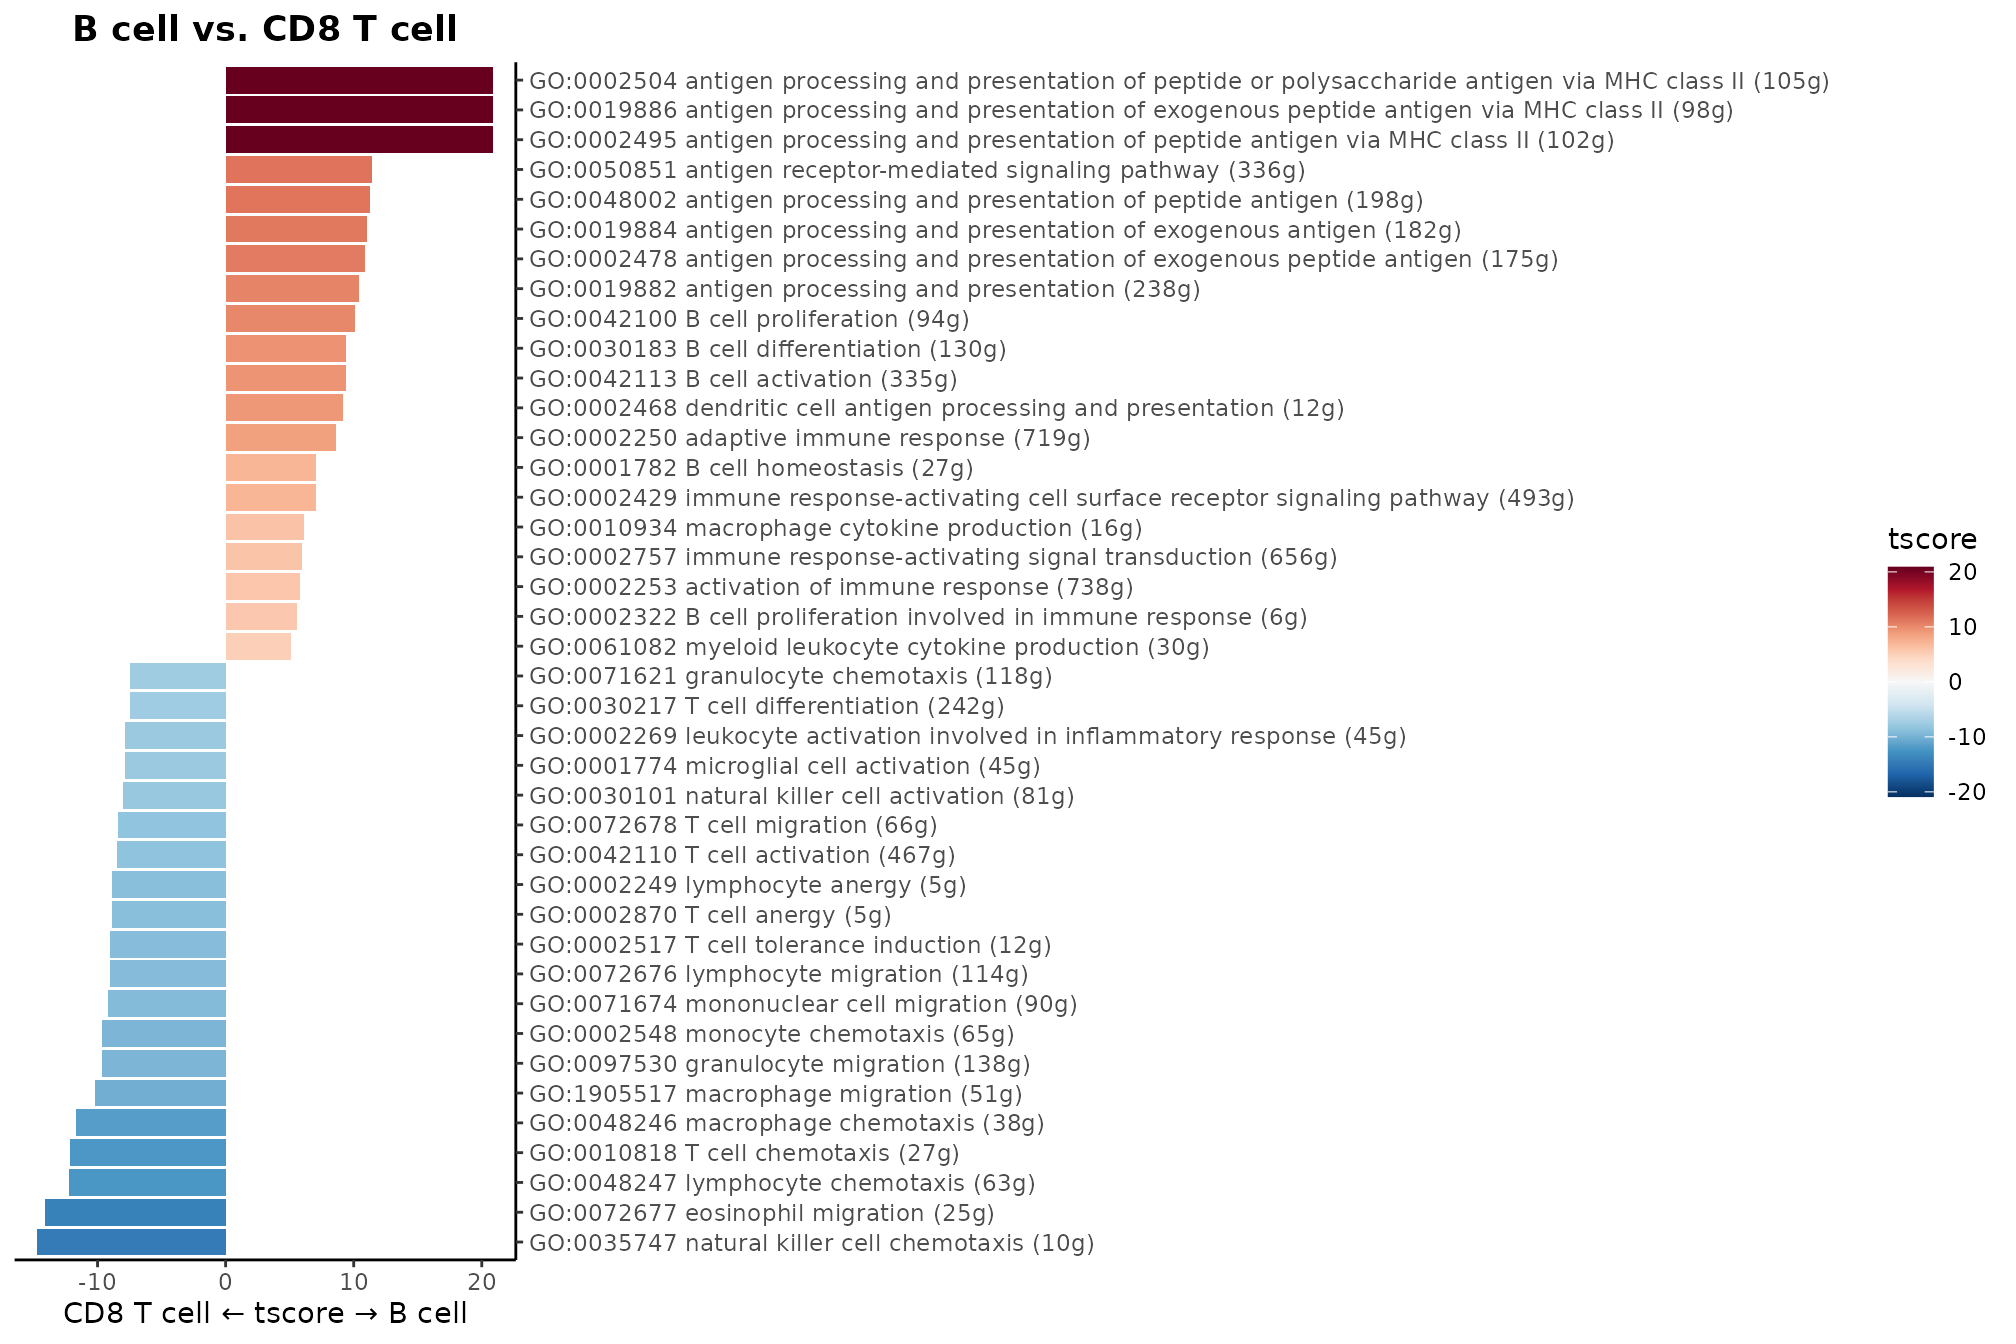 B cell vs. CD8 T cell
GO:0002504 antigen processing and presentation of peptide or polysaccharide antigen via MHC class II (105g)
GO:0019886 antigen processing and presentation of exogenous peptide antigen via MHC class II (98g)
GO:0002495 antigen processing and presentation of peptide antigen via MHC class II (102g)
GO:0050851 antigen receptor-mediated signaling pathway (336g)
GO:0048002 antigen processing and presentation of peptide antigen (198g)
GO:0019884 antigen processing and presentation of exogenous antigen (182g)
GO:0002478 antigen processing and presentation of exogenous peptide antigen (175g)
GO:0019882 antigen processing and presentation (238g)
GO:0042100 B cell proliferation (94g)
GO:0030183 B cell differentiation (130g)
GO:0042113 B cell activation (335g)
GO:0002468 dendritic cell antigen processing and presentation (12g)
GO:0002250 adaptive immune response (719g)
GO:0001782 B cell homeostasis (27g)
GO:0002429 immune response-activating cell surface receptor signaling pathway (493g)
GO:0010934 macrophage cytokine production (16g)
GO:0002757 immune response-activating signal transduction (656g)
GO:0002253 activation of immune response (738g)
GO:0002322 B cell proliferation involved in immune response (6g)
GO:0061082 myeloid leukocyte cytokine production (30g)
GO:0071621 granulocyte chemotaxis (118g)
GO:0030217 T cell differentiation (242g)
GO:0002269 leukocyte activation involved in inflammatory response (45g)
GO:0001774 microglial cell activation (45g)
GO:0030101 natural killer cell activation (81g)
GO:0072678 T cell migration (66g)
GO:0042110 T cell activation (467g)
GO:0002249 lymphocyte anergy (5g)
GO:0002870 T cell anergy (5g)
GO:0002517 T cell tolerance induction (12g)
GO:0072676 lymphocyte migration (114g)
GO:0071674 mononuclear cell migration (90g)
GO:0002548 monocyte chemotaxis (65g)
GO:0097530 granulocyte migration (138g)
GO:1905517 macrophage migration (51g)
GO:0048246 macrophage chemotaxis (38g)
GO:0010818 T cell chemotaxis (27g)
GO:0048247 lymphocyte chemotaxis (63g)
GO:0072677 eosinophil migration (25g)
GO:0035747 natural killer cell chemotaxis (10g)
-10 0 10 20
CD8 T cell ← tscore → B cell
tscore
20
10
0
-10
-20